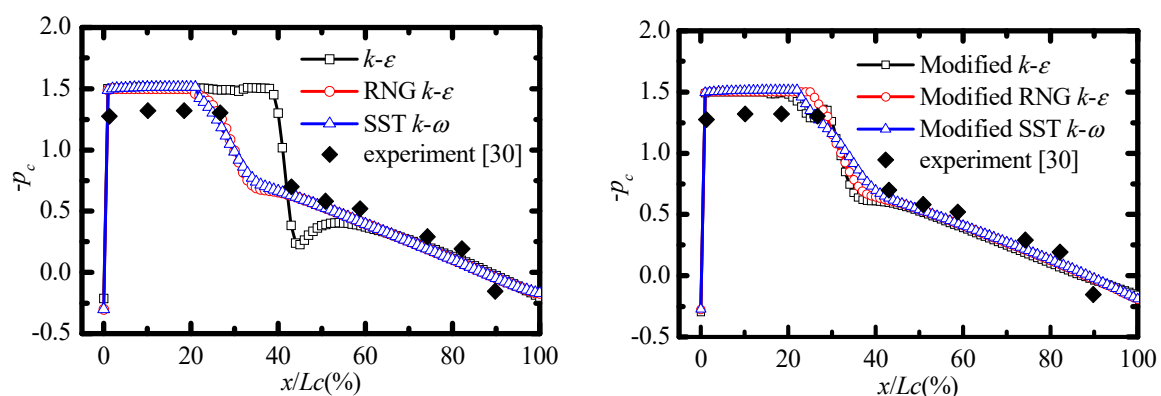 2.0
1.5
1.0
0.5
0.0
-0.5
-p_c
k-ε
RNG k-ε
SST k-ω
experiment [30]
0 20 40 60 80 100
x/Lc(%)
2.0
1.5
1.0
0.5
0.0
-0.5
-p_c
Modified k-ε
Modified RNG k-ε
Modified SST k-ω
experiment [30]
0 20 40 60 80 100
x/Lc(%)